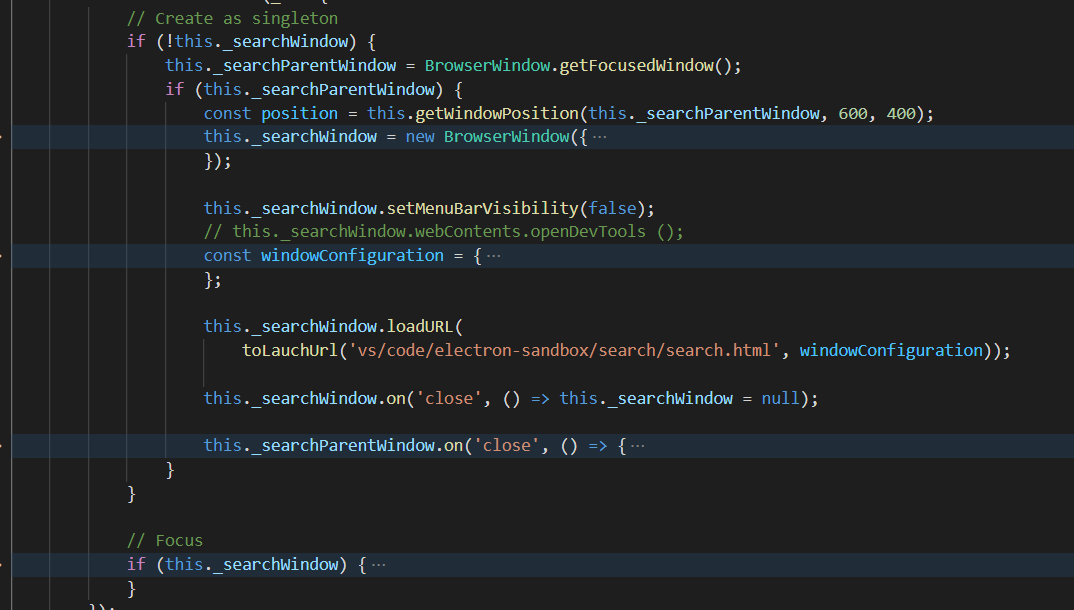 // Create as singleton
if (!this._searchWindow) {
this._searchParentWindow = BrowserWindow.getFocusedWindow();
if (this._searchParentWindow) {
const position = this.getWindowPosition(this._searchParentWindow, 600, 400);
this._searchWindow = new BrowserWindow({ ···
});
this._searchWindow.setMenuBarVisibility(false);
// this._searchWindow.webContents.openDevTools ();
const windowConfiguration = { ···
};
this._searchWindow.loadURL(
toLauchUrl('vs/code/electron-sandbox/search/search.html', windowConfiguration));
this._searchWindow.on('close', () => this._searchWindow = null);
this._searchParentWindow.on('close', () => { ···
}
}
// Focus
if (this._searchWindow) { ···
}
});